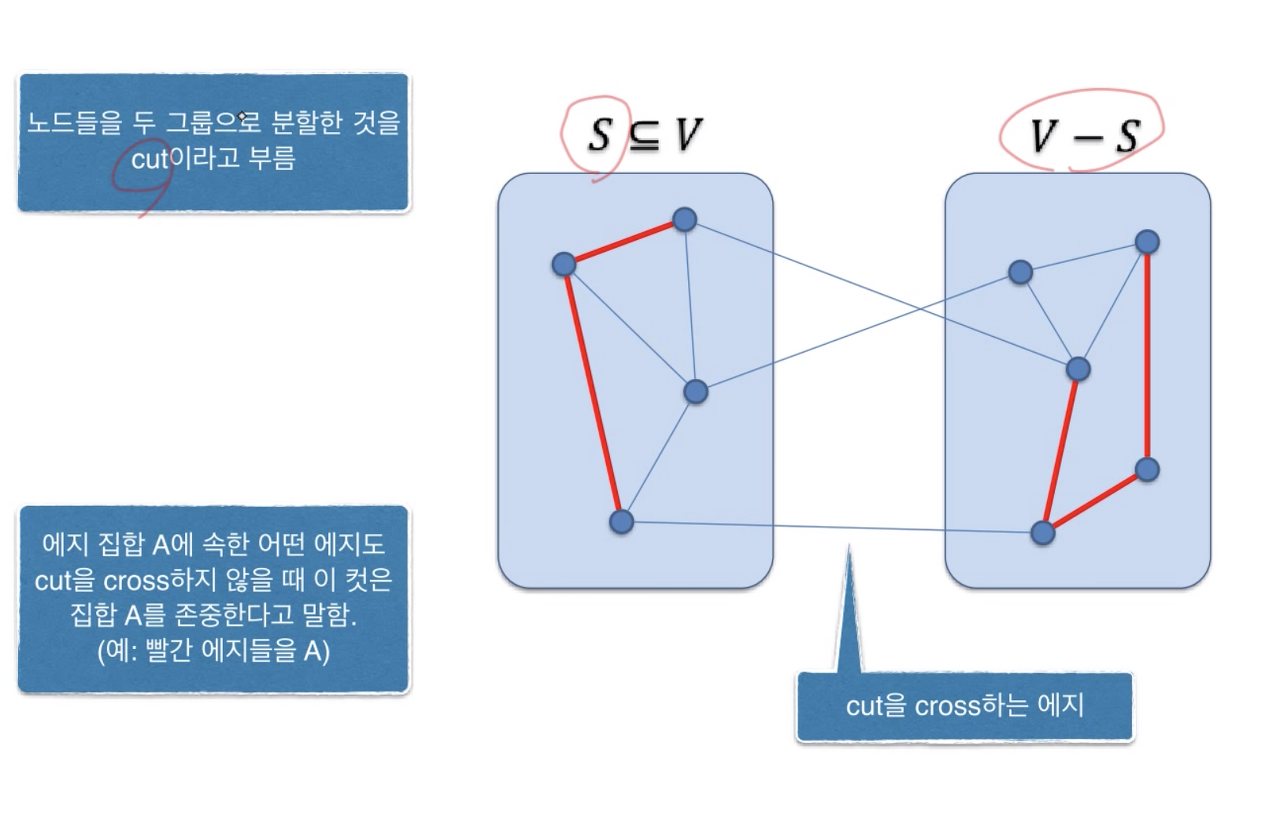 노드들을 두 그룹으로 분할한 것을
cut이라고 부름
S ⊆ V
V − S
에지 집합 A에 속한 어떤 에지도
cut을 cross하지 않을 때 이 컷은
집합 A를 존중한다고 말함.
(예: 빨간 에지들을 A)
cut을 cross하는 에지